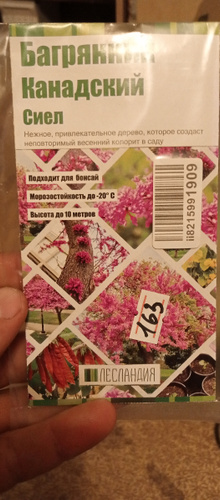 Багрянник
Канадский
Сиел
Нежное, привлекательное дерево, которое создаст
неповторимый весенний колорит в саду
Подходит для бонсай
Морозостойкость до -20° С
Высота до 10 метров
ii8215991909
163
ЛЕСЛАНДИЯ